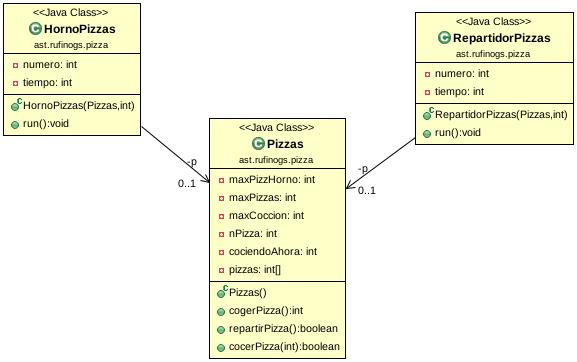 <<Java Class>>
HornoPizzas
ast.rufinogs.pizza
numero: int
tiempo: int
HornoPizzas(Pizzas,int)
run():void
<<Java Class>>
RepartidorPizzas
ast.rufinogs.pizza
numero: int
tiempo: int
RepartidorPizzas(Pizzas,int)
run():void
-p
0..1
-p
0..1
<<Java Class>>
Pizzas
ast.rufinogs.pizza
maxPizzHorno: int
maxPizzas: int
maxCoccion: int
nPizza: int
cociendoAhora: int
pizzas: int[]
Pizzas()
cogerPizza():int
repartirPizza():boolean
cocerPizza(int):boolean